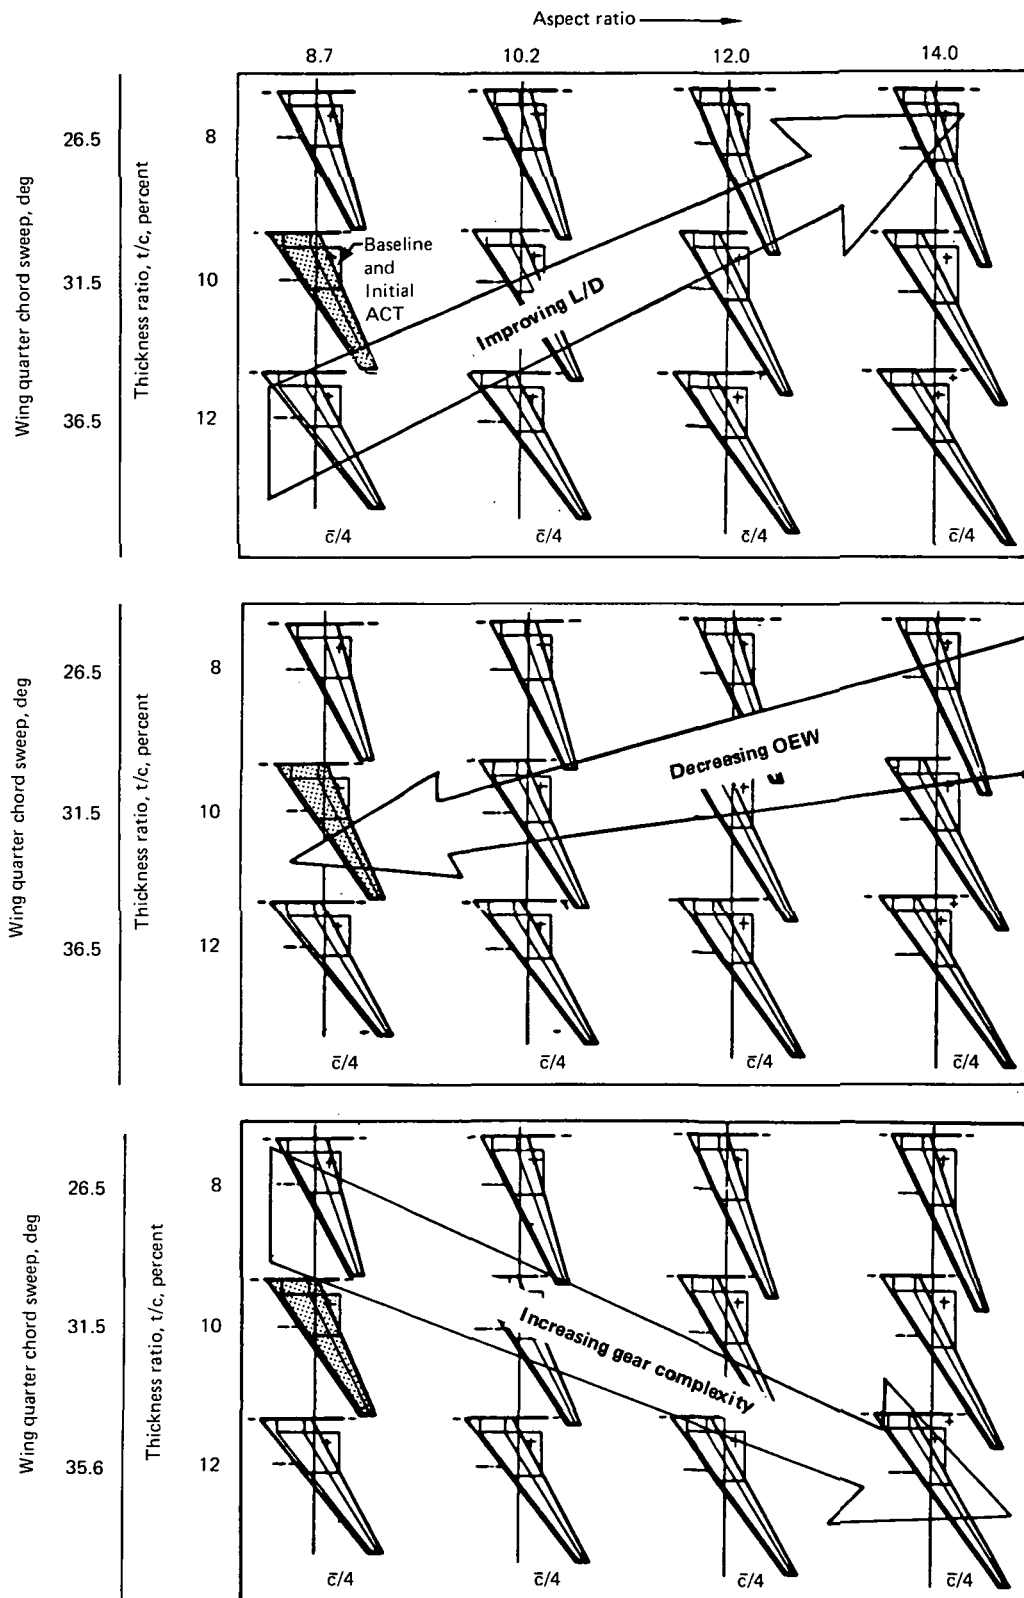 Aspect ratio
8.7 10.2 12.0 14.0
Wing quarter chord sweep, deg
Thickness ratio, t/c, percent
26.5 8
31.5 10
36.5 12
Baseline
and
Initial
ACT
Improving L/D
c̄/4 c̄/4 c̄/4 c̄/4
Wing quarter chord sweep, deg
Thickness ratio, t/c, percent
26.5 8
31.5 10
36.5 12
Decreasing OEW
c̄/4 c̄/4 c̄/4 c̄/4
Wing quarter chord sweep, deg
Thickness ratio, t/c, percent
26.5 8
31.5 10
35.6 12
Increasing gear complexity
c̄/4 c̄/4 c̄/4 c̄/4